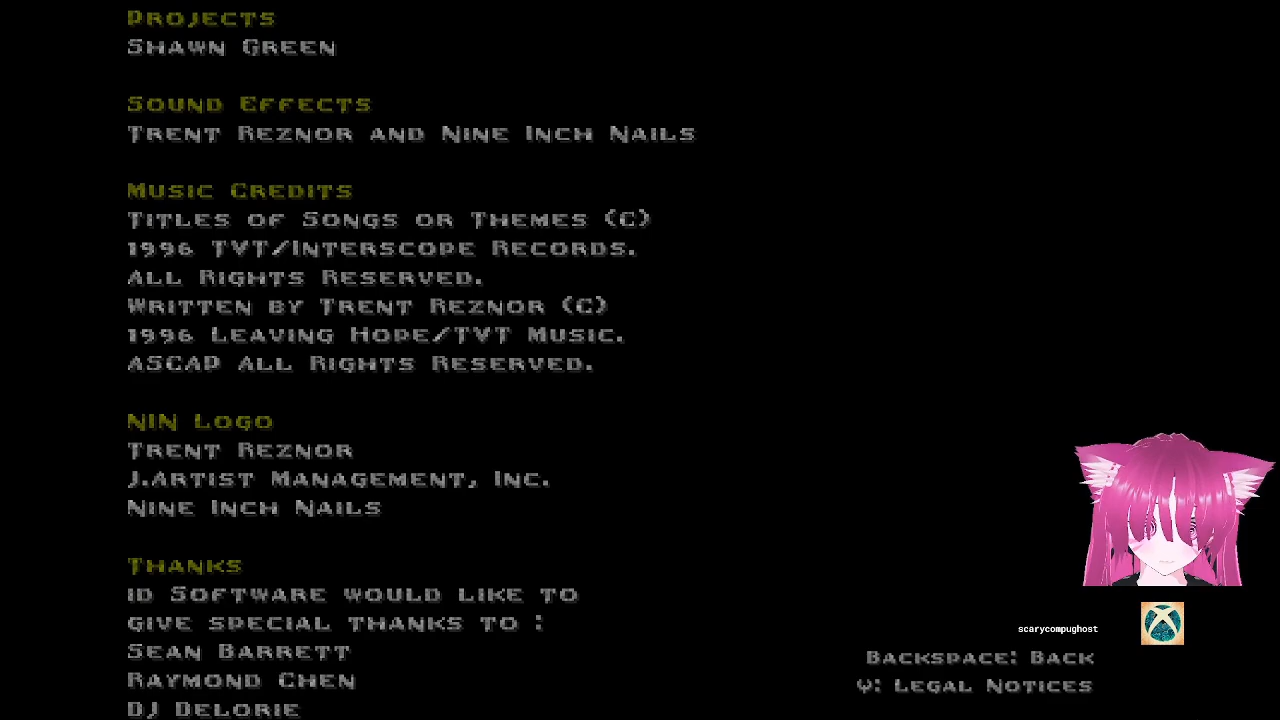 Projects
Shawn Green
Sound Effects
Trent Reznor and Nine Inch Nails
Music Credits
Titles of Songs or Themes (C)
1996 TVT/Interscope Records.
All Rights Reserved.
Written by Trent Reznor (C)
1996 Leaving Hope/TVT Music.
ASCAP All Rights Reserved.
NIN Logo
Trent Reznor
J.Artist Management, Inc.
Nine Inch Nails
Thanks
id Software would like to
give special thanks to :
Sean Barrett
Raymond Chen
DJ Delorie
scarycompughost
Backspace: Back
Y: Legal Notices